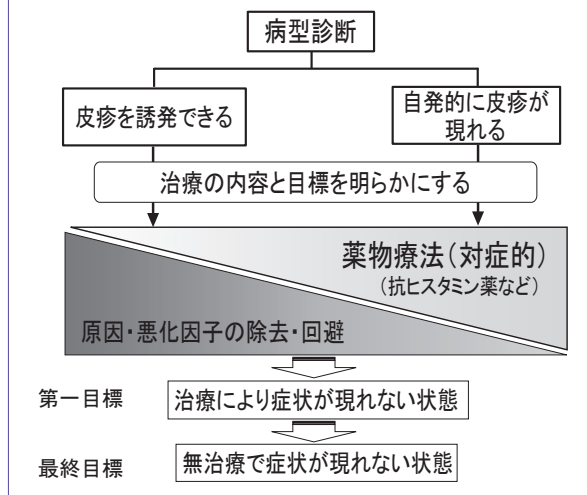 病型診断
皮疹を誘発できる
自発的に皮疹が
現れる
治療の内容と目標を明らかにする
薬物療法(対症的)
(抗ヒスタミン薬など)
原因・悪化因子の除去・回避
第一目標
治療により症状が現れない状態
最終目標
無治療で症状が現れない状態